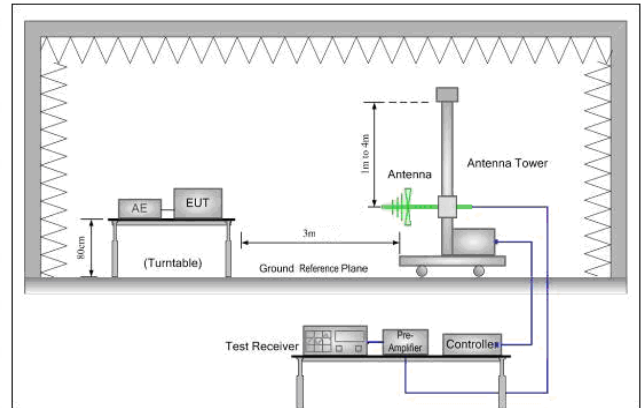 1m to 4m
Antenna
Antenna Tower
AE
EUT
3m
80cm
(Turntable)
Ground Reference Plane
Test Receiver
Pre-
Amplifier
Controller